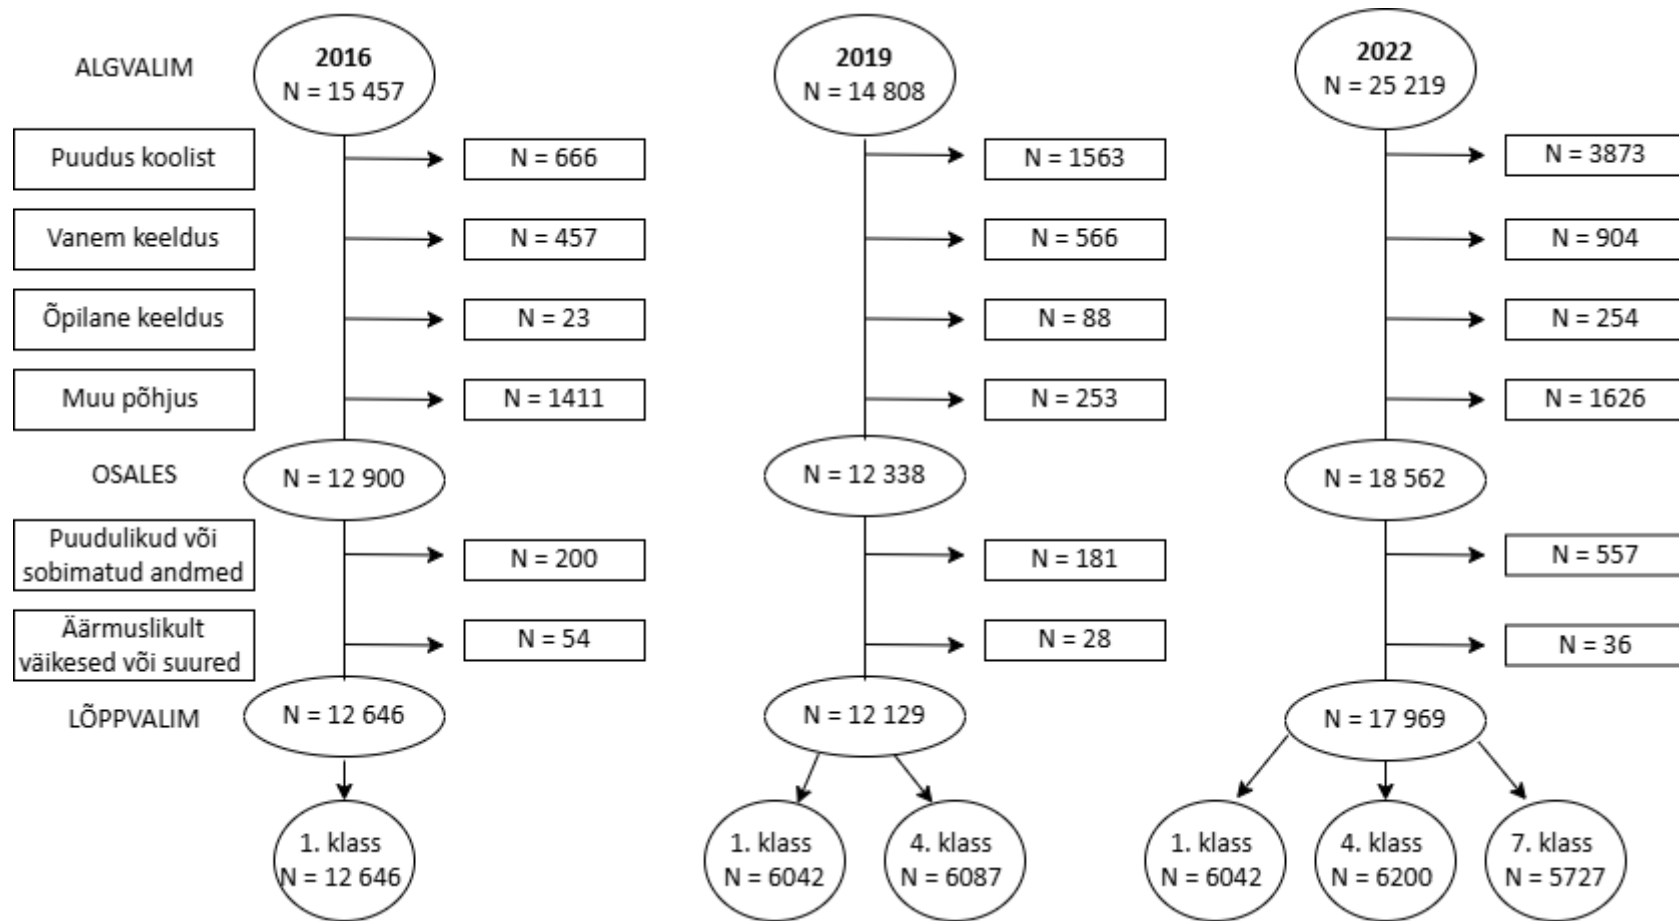 ALGVALIM
2016
N = 15 457
2019
N = 14 808
2022
N = 25 219
Puudus koolist
N = 666
N = 1563
N = 3873
Vanem keeldus
N = 457
N = 566
N = 904
Õpilane keeldus
N = 23
N = 88
N = 254
Muu põhjus
N = 1411
N = 253
N = 1626
OSALES
N = 12 900
N = 12 338
N = 18 562
Puudulikud või
sobimatud andmed
N = 200
N = 181
N = 557
Äärmuslikult
väikesed või suured
N = 54
N = 28
N = 36
LÕPPVALIM
N = 12 646
N = 12 129
N = 17 969
1. klass
N = 12 646
1. klass
N = 6042
4. klass
N = 6087
1. klass
N = 6042
4. klass
N = 6200
7. klass
N = 5727